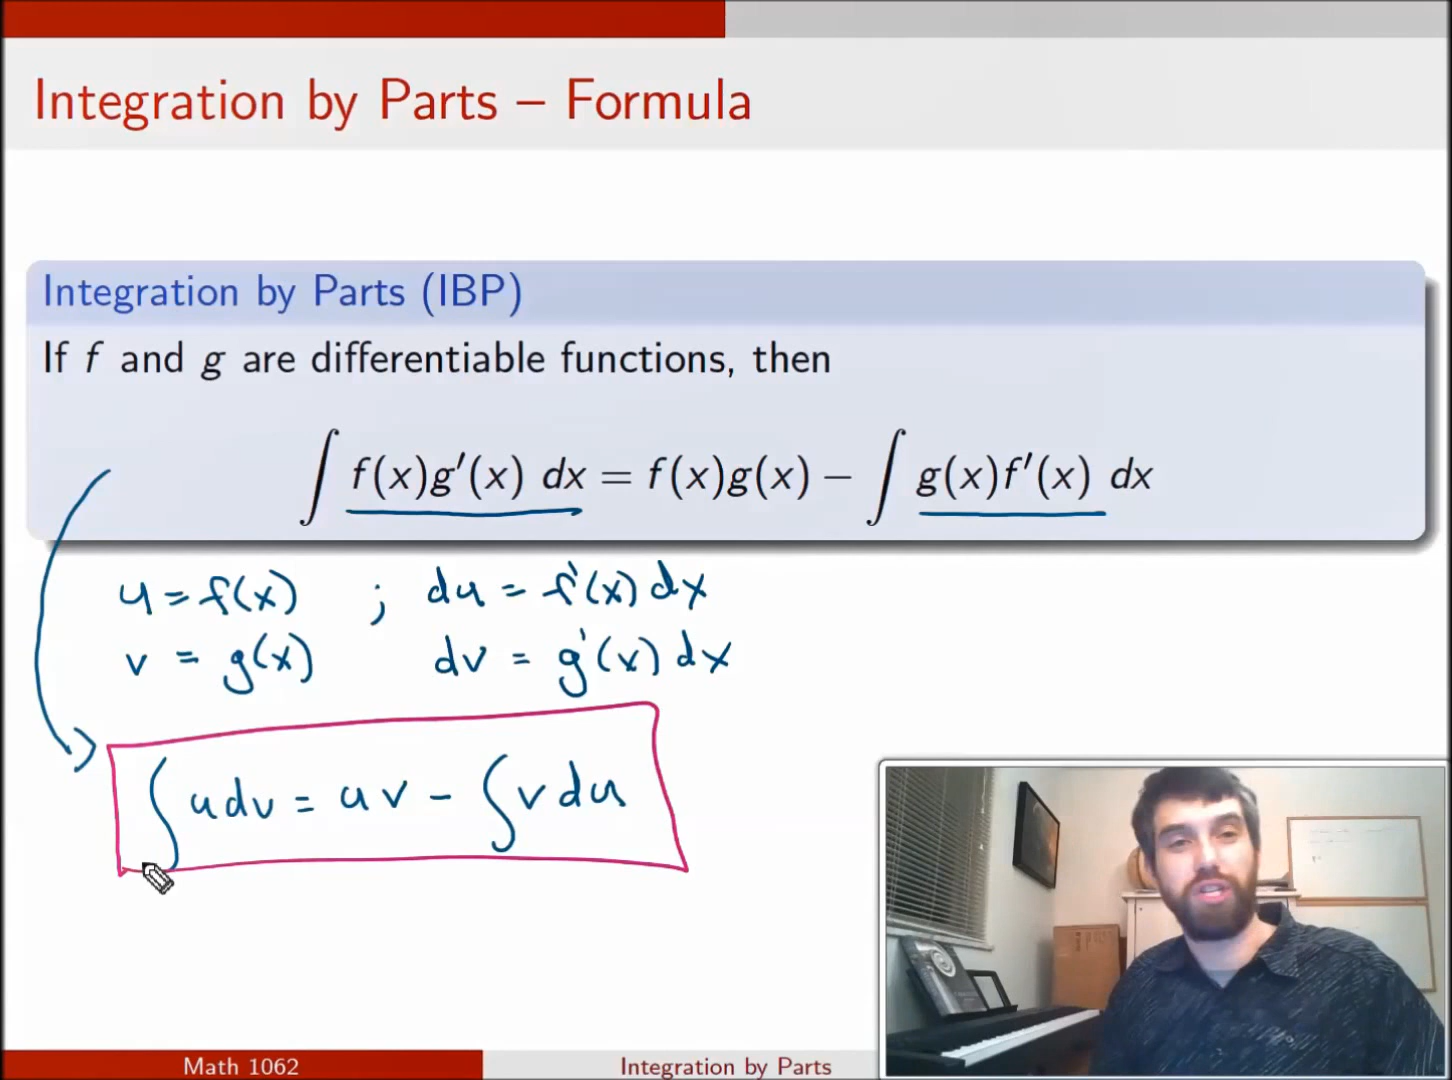 Integration by Parts – Formula
Integration by Parts (IBP)
If f and g are differentiable functions, then
∫ f(x)g′(x) dx = f(x)g(x) − ∫ g(x)f′(x) dx
u = f(x) ; du = f'(x) dx
v = g(x) dv = g'(x) dx
∫ u dv = u v - ∫ v du
Math 1062 Integration by Parts